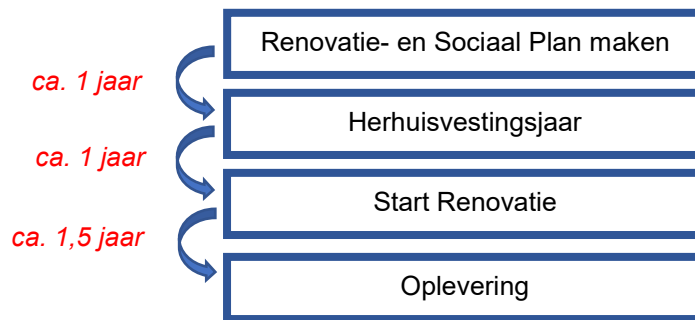 Renovatie- en Sociaal Plan maken
ca. 1 jaar
Herhuisvestingsjaar
ca. 1 jaar
Start Renovatie
ca. 1,5 jaar
Oplevering